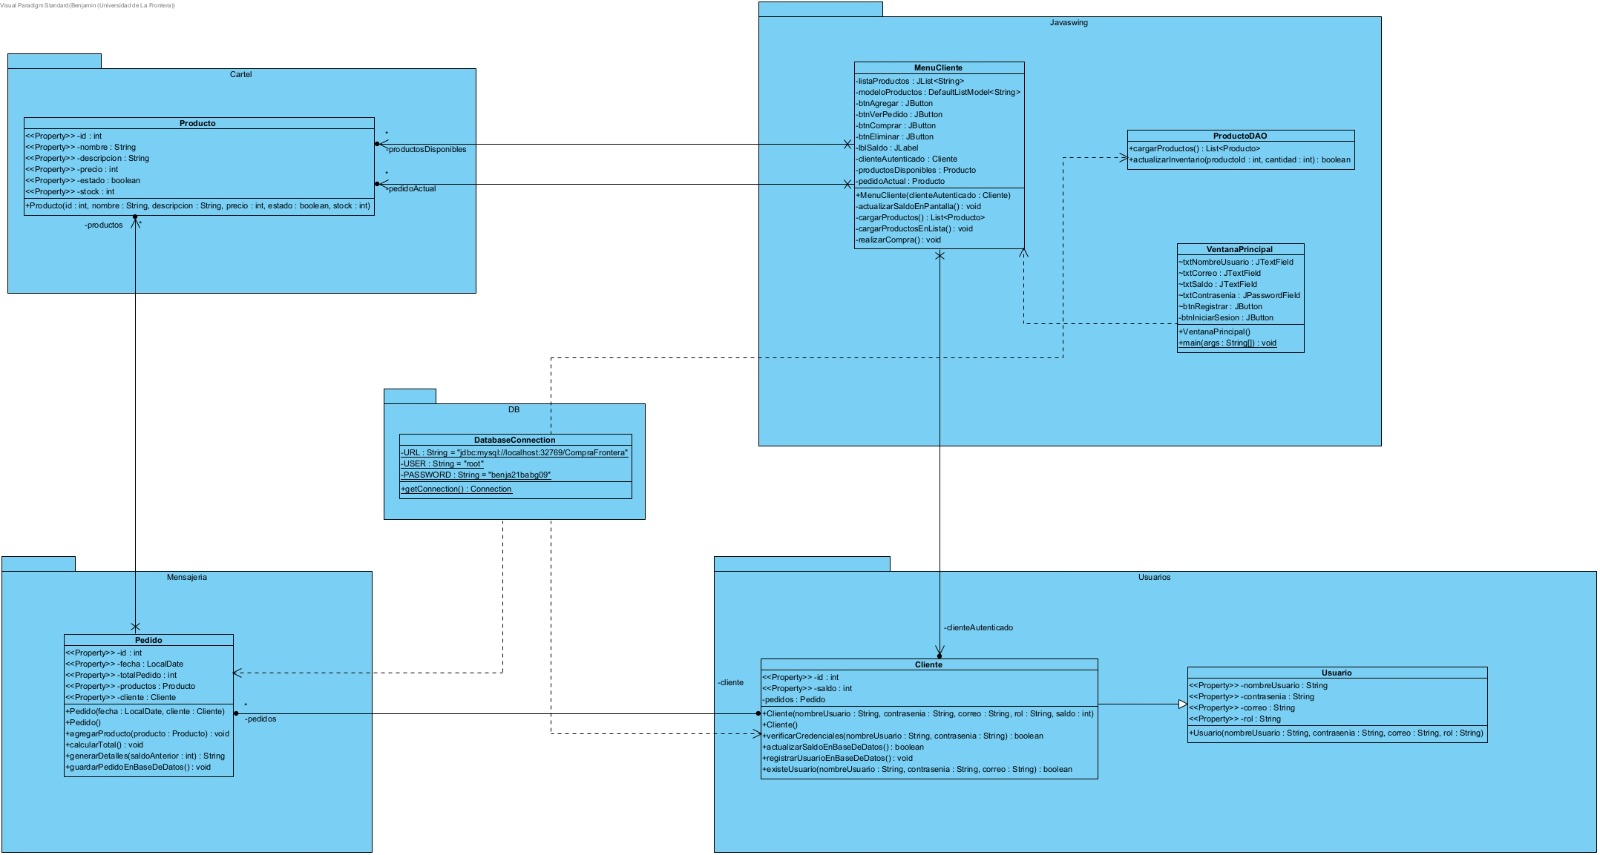 Visual Paradigm Standard(Benjamin (Universidad de La Frontera))
Javaswing
MenuCliente
-listaProductos : JList<String>
-modeloProductos : DefaultListModel<String>
-btnAgregar : JButton
-btnVerPedido : JButton
-btnComprar : JButton
-btnEliminar : JButton
-lblSaldo : JLabel
-clienteAutenticado : Cliente
-productosDisponibles : Producto
-pedidoActual : Producto
+MenuCliente(clienteAutenticado : Cliente)
-actualizarSaldoEnPantalla() : void
-cargarProductos() : List<Producto>
-cargarProductosEnLista() : void
-realizarCompra() : void
ProductoDAO
+cargarProductos() : List<Producto>
+actualizarInventario(productoId : int, cantidad : int) : boolean
VentanaPrincipal
~txtNombreUsuario : JTextField
~txtCorreo : JTextField
~txtSaldo : JTextField
~txtContrasenia : JPasswordField
~btnRegistrar : JButton
-btnIniciarSesion : JButton
+VentanaPrincipal()
+main(args : String[]) : void
Cartel
Producto
<<Property>> -id : int
<<Property>> -nombre : String
<<Property>> -descripcion : String
<<Property>> -precio : int
<<Property>> -estado : boolean
<<Property>> -stock : int
+Producto(id : int, nombre : String, descripcion : String, precio : int, estado : boolean, stock : int)
*
-productosDisponibles
*
-pedidoActual
-productos
*
DB
DatabaseConnection
-URL : String = "jdbc:mysql://localhost:32769/CompraFrontera"
-USER : String = "root"
-PASSWORD : String = "benja21babg09"
+getConnection() : Connection
Mensajeria
Pedido
<<Property>> -id : int
<<Property>> -fecha : LocalDate
<<Property>> -totalPedido : int
<<Property>> -productos : Producto
<<Property>> -cliente : Cliente
+Pedido(fecha : LocalDate, cliente : Cliente)
+Pedido()
+agregarProducto(producto : Producto) : void
+calcularTotal() : void
+generarDetalles(saldoAnterior : int) : String
+guardarPedidoEnBaseDeDatos() : void
*
-pedidos
Usuarios
-clienteAutenticado
-cliente
Cliente
<<Property>> -id : int
<<Property>> -saldo : int
-pedidos : Pedido
+Cliente(nombreUsuario : String, contrasenia : String, correo : String, rol : String, saldo : int)
+Cliente()
+verificarCredenciales(nombreUsuario : String, contrasenia : String) : boolean
+actualizarSaldoEnBaseDeDatos() : boolean
+registrarUsuarioEnBaseDeDatos() : void
+existeUsuario(nombreUsuario : String, contrasenia : String, correo : String) : boolean
Usuario
<<Property>> -nombreUsuario : String
<<Property>> -contrasenia : String
<<Property>> -correo : String
<<Property>> -rol : String
+Usuario(nombreUsuario : String, contrasenia : String, correo : String, rol : String)